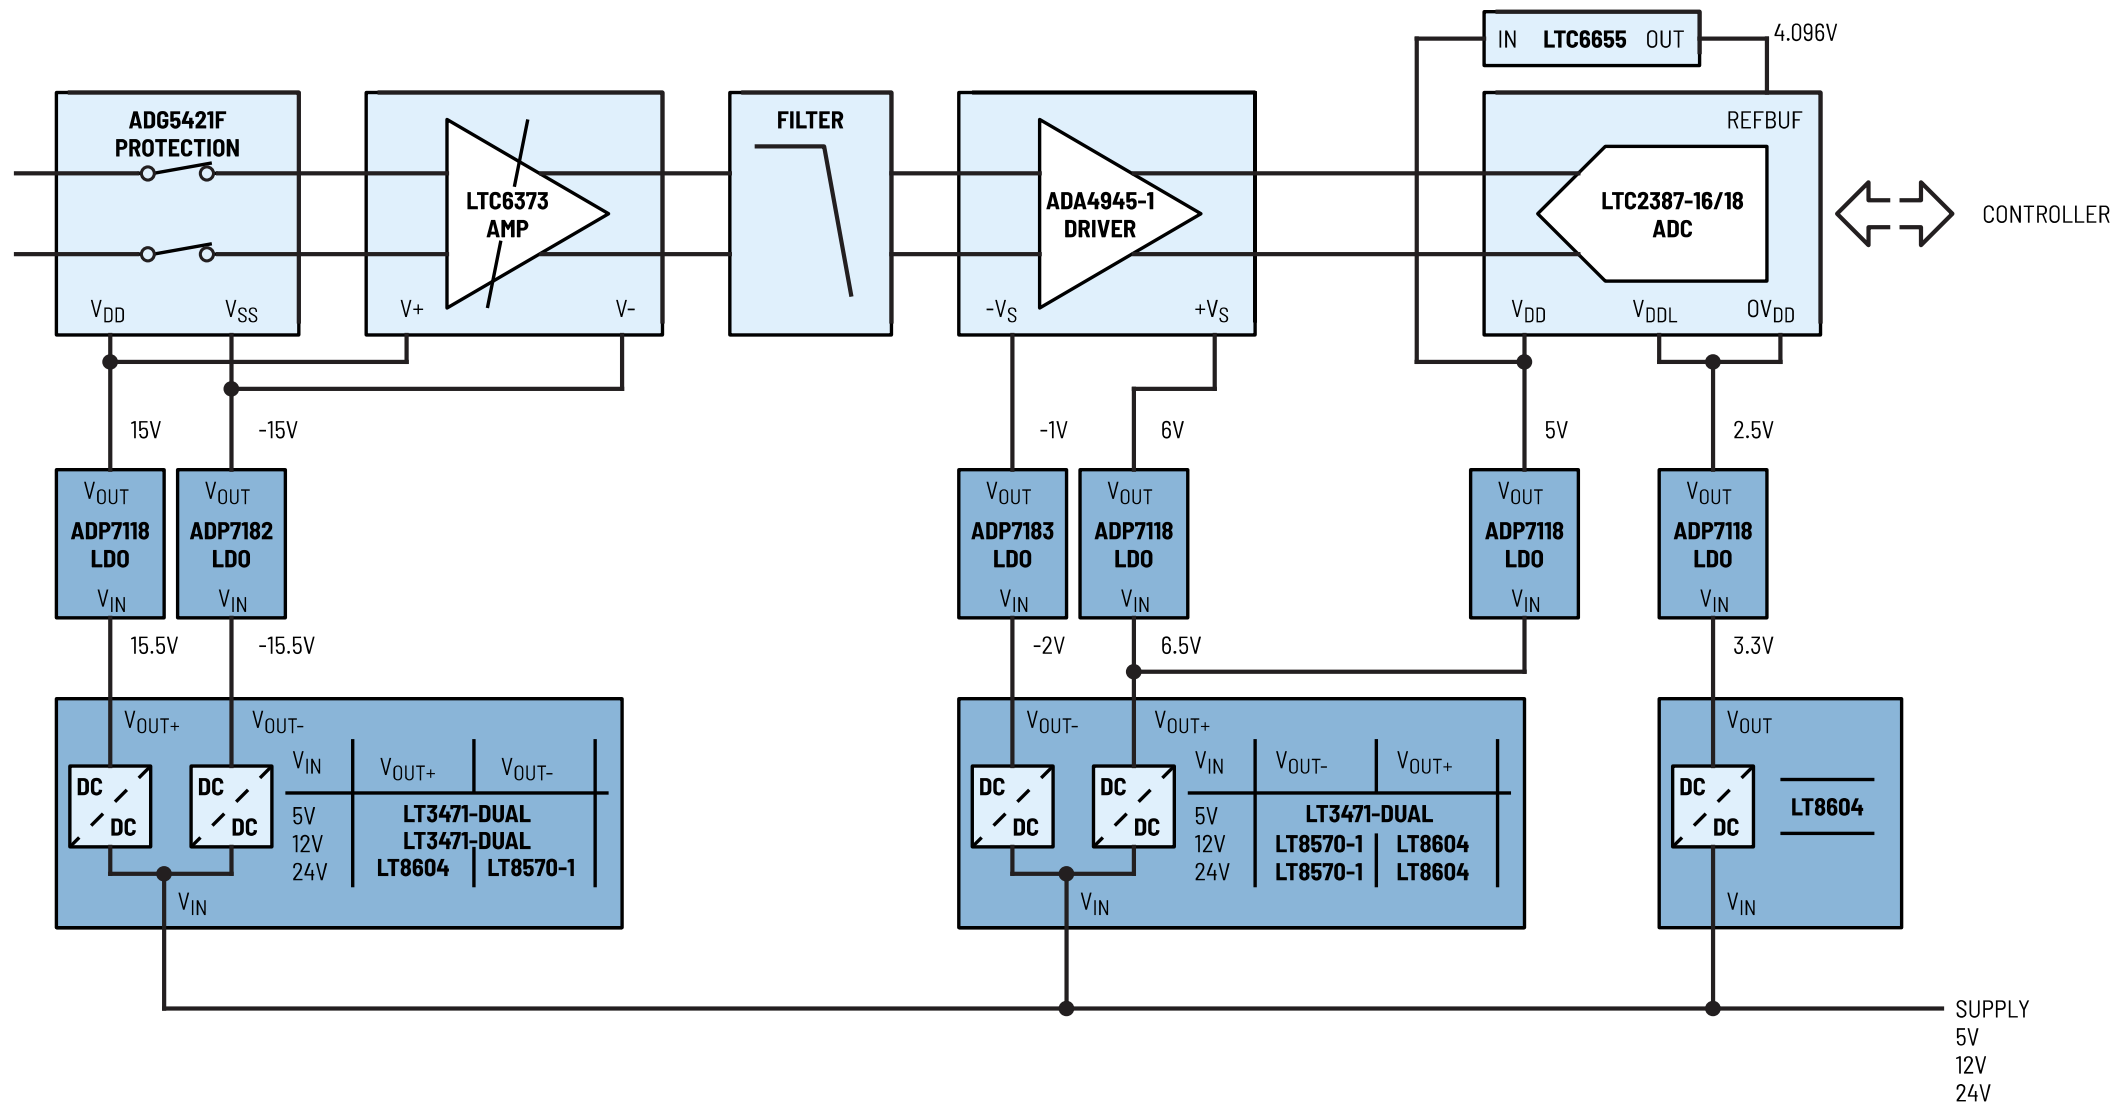 IN LTC6655 OUT
4.096V
ADG5421F
PROTECTION
VDD
VSS
LTC6373
AMP
V+
V-
FILTER
ADA4945-1
DRIVER
-VS
+VS
REFBUF
LTC2387-16/18
ADC
VDD
VDDL
OVDD
CONTROLLER
15V
-15V
-1V
6V
5V
2.5V
VOUT
ADP7118
LDO
VIN
VOUT
ADP7182
LDO
VIN
VOUT
ADP7183
LDO
VIN
VOUT
ADP7118
LDO
VIN
VOUT
ADP7118
LDO
VIN
VOUT
ADP7118
LDO
VIN
15.5V
-15.5V
-2V
6.5V
3.3V
VOUT+
VOUT-
DC
DC
DC
DC
VIN
VIN VOUT+ VOUT-
5V LT3471-DUAL
12V LT3471-DUAL
24V LT8604 LT8570-1
VOUT-
VOUT+
DC
DC
DC
DC
VIN
VIN VOUT- VOUT+
5V LT3471-DUAL
12V LT8570-1 LT8604
24V LT8570-1 LT8604
VOUT
DC
DC
LT8604
VIN
SUPPLY
5V
12V
24V